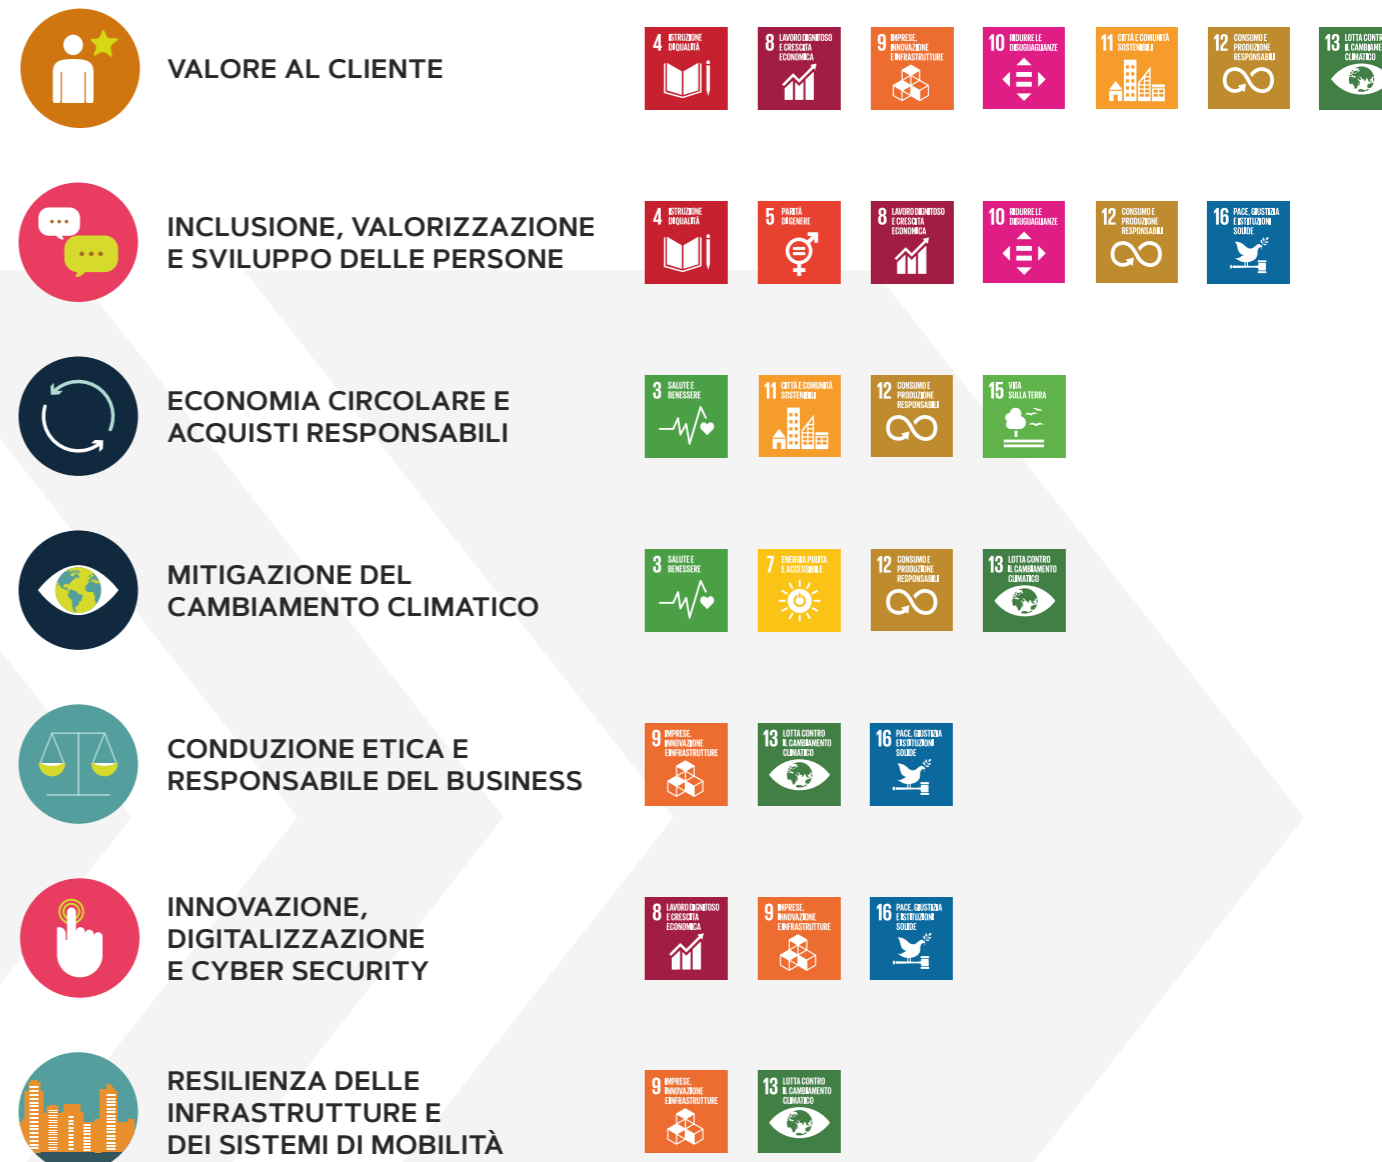 VALORE AL CLIENTE
4 ISTRUZIONE
DI QUALITÀ
8 LAVORO DIGNITOSO
E CRESCITA
ECONOMICA
9 IMPRESE,
INNOVAZIONE
E INFRASTRUTTURE
10 RIDURRE LE
DISUGUAGLIANZE
11 CITTÀ E COMUNITÀ
SOSTENIBILI
12 CONSUMO E
PRODUZIONE
RESPONSABILI
13 LOTTA CONTRO
CLIMATICO
INCLUSIONE, VALORIZZAZIONE
E SVILUPPO DELLE PERSONE
4 ISTRUZIONE
DI QUALITÀ
5 PARITÀ
DI GENERE
8 LAVORO DIGNITOSO
E CRESCITA
ECONOMICA
10 RIDURRE LE
DISUGUAGLIANZE
12 CONSUMO E
PRODUZIONE
RESPONSABILI
16 PACE, GIUSTIZIA
E ISTITUZIONI
SOLIDE
ECONOMIA CIRCOLARE E
ACQUISTI RESPONSABILI
3 SALUTE E
BENESSERE
11 CITTÀ E COMUNITÀ
SOSTENIBILI
12 CONSUMO E
PRODUZIONE
RESPONSABILI
15 VITA
SULLA TERRA
MITIGAZIONE DEL
CAMBIAMENTO CLIMATICO
3 SALUTE E
BENESSERE
7 ENERGIA PULITA
E ACCESSIBILE
12 CONSUMO E
PRODUZIONE
RESPONSABILI
13 LOTTA CONTRO
IL CAMBIAMENTO
CLIMATICO
CONDUZIONE ETICA E
RESPONSABILE DEL BUSINESS
9 IMPRESE,
INNOVAZIONE
E INFRASTRUTTURE
13 LOTTA CONTRO
IL CAMBIAMENTO
CLIMATICO
16 PACE, GIUSTIZIA
E ISTITUZIONI
SOLIDE
INNOVAZIONE,
DIGITALIZZAZIONE
E CYBER SECURITY
8 LAVORO DIGNITOSO
E CRESCITA
ECONOMICA
9 IMPRESE,
INNOVAZIONE
E INFRASTRUTTURE
16 PACE, GIUSTIZIA
E ISTITUZIONI
SOLIDE
RESILIENZA DELLE
INFRASTRUTTURE E
DEI SISTEMI DI MOBILITÀ
9 IMPRESE,
INNOVAZIONE
E INFRASTRUTTURE
13 LOTTA CONTRO
IL CAMBIAMENTO
CLIMATICO